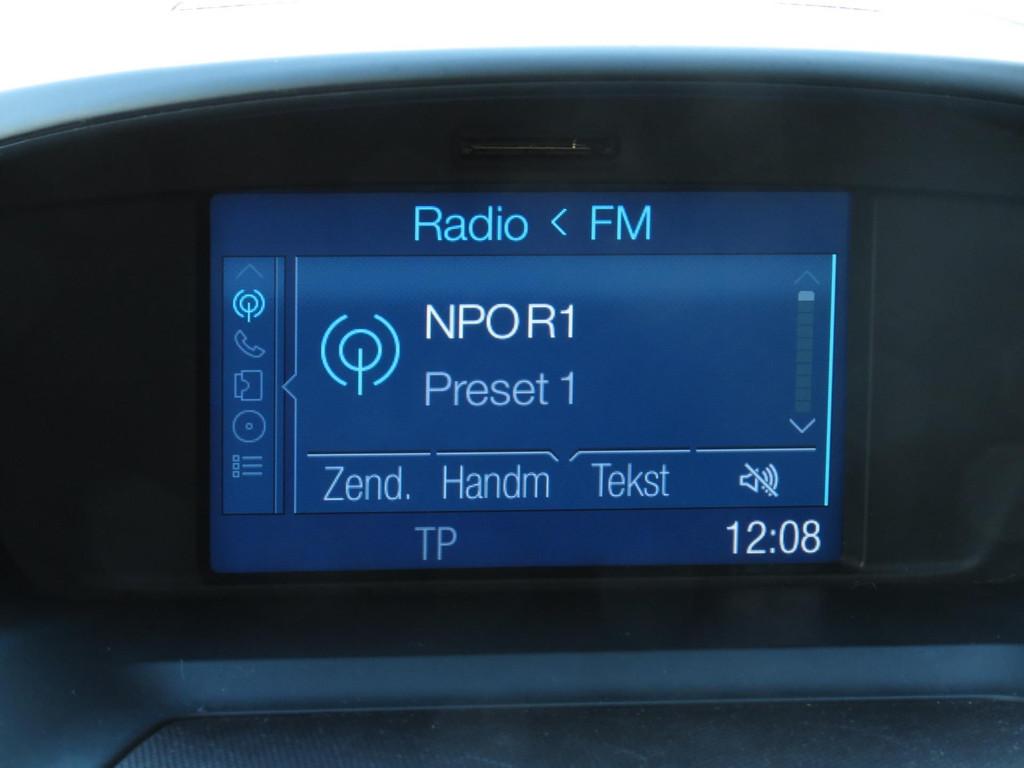 Radio < FM
NPO R1
Preset 1
Zend. Handm Tekst
TP 12:08